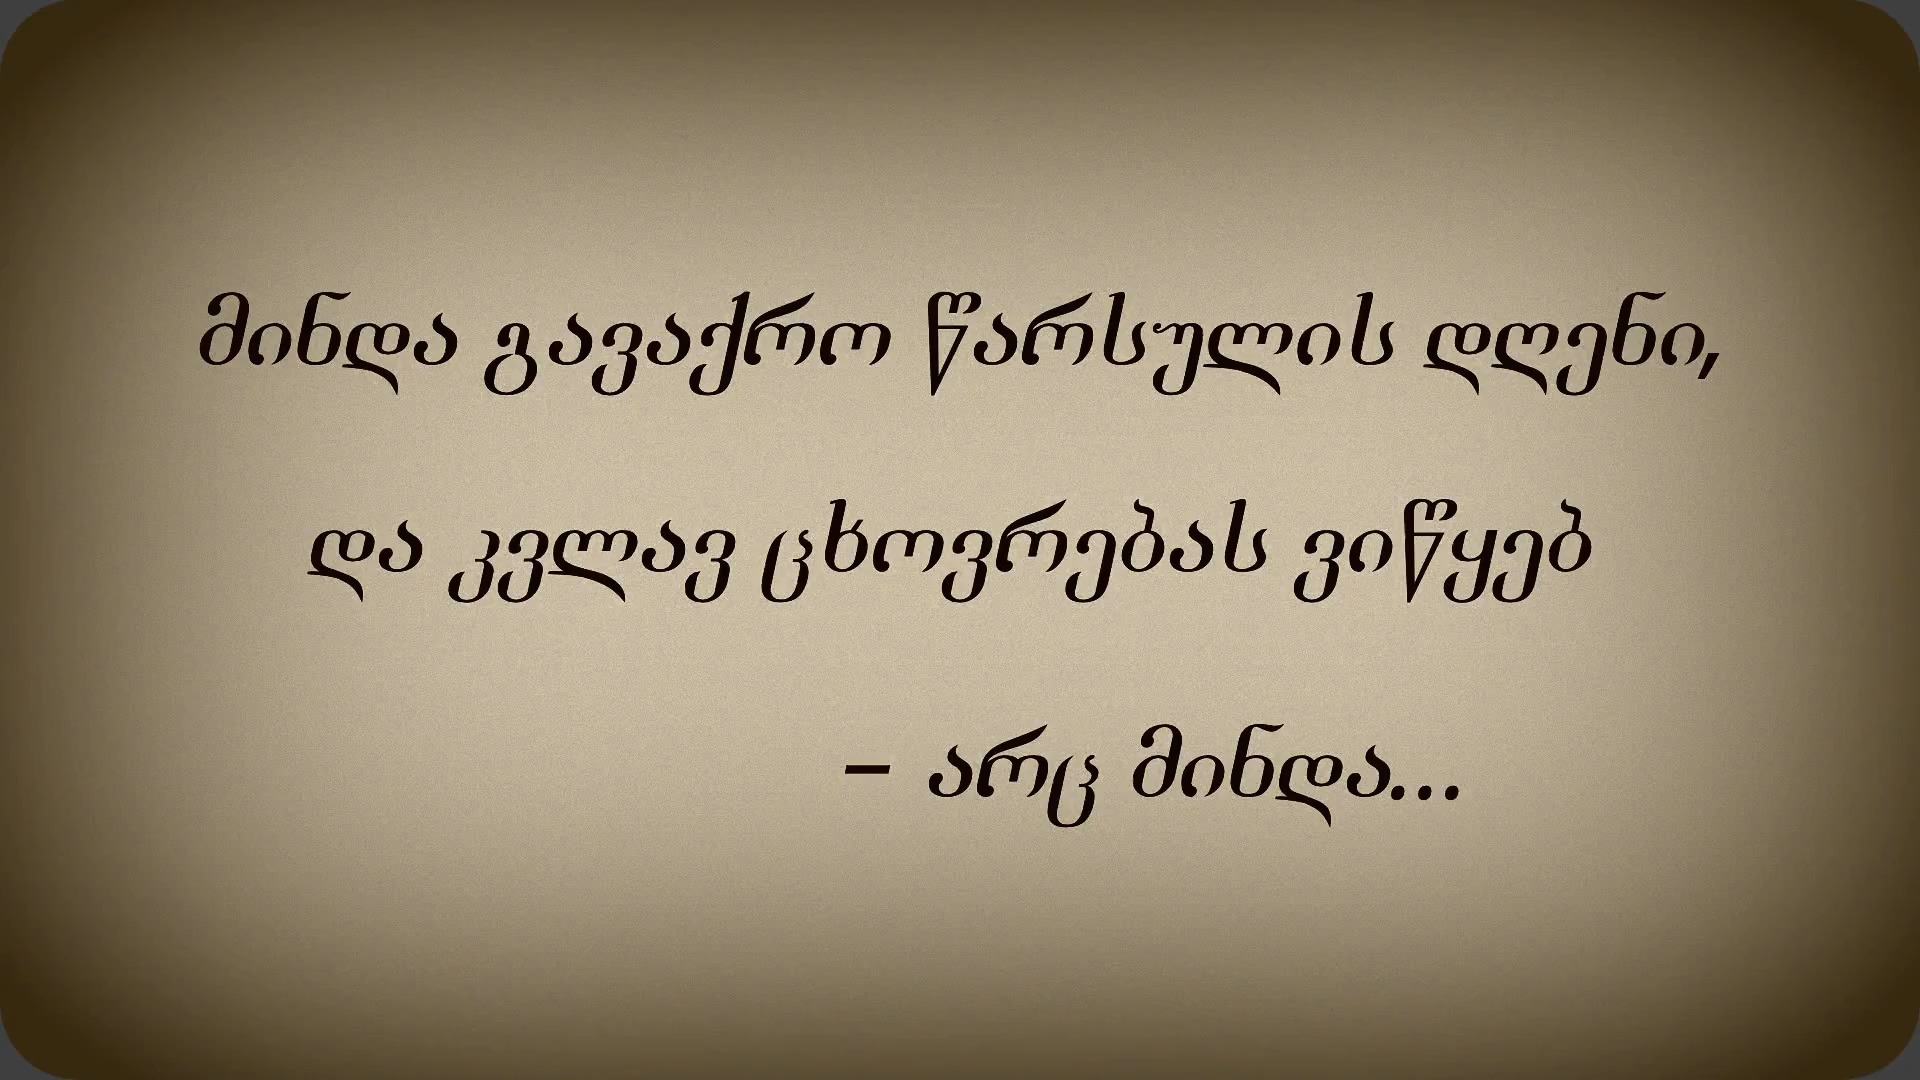 მინდა გავაქრო წარსულის დღენი,
და კვლავ ცხოვრებას ვიწყებ
– არც მინდა...